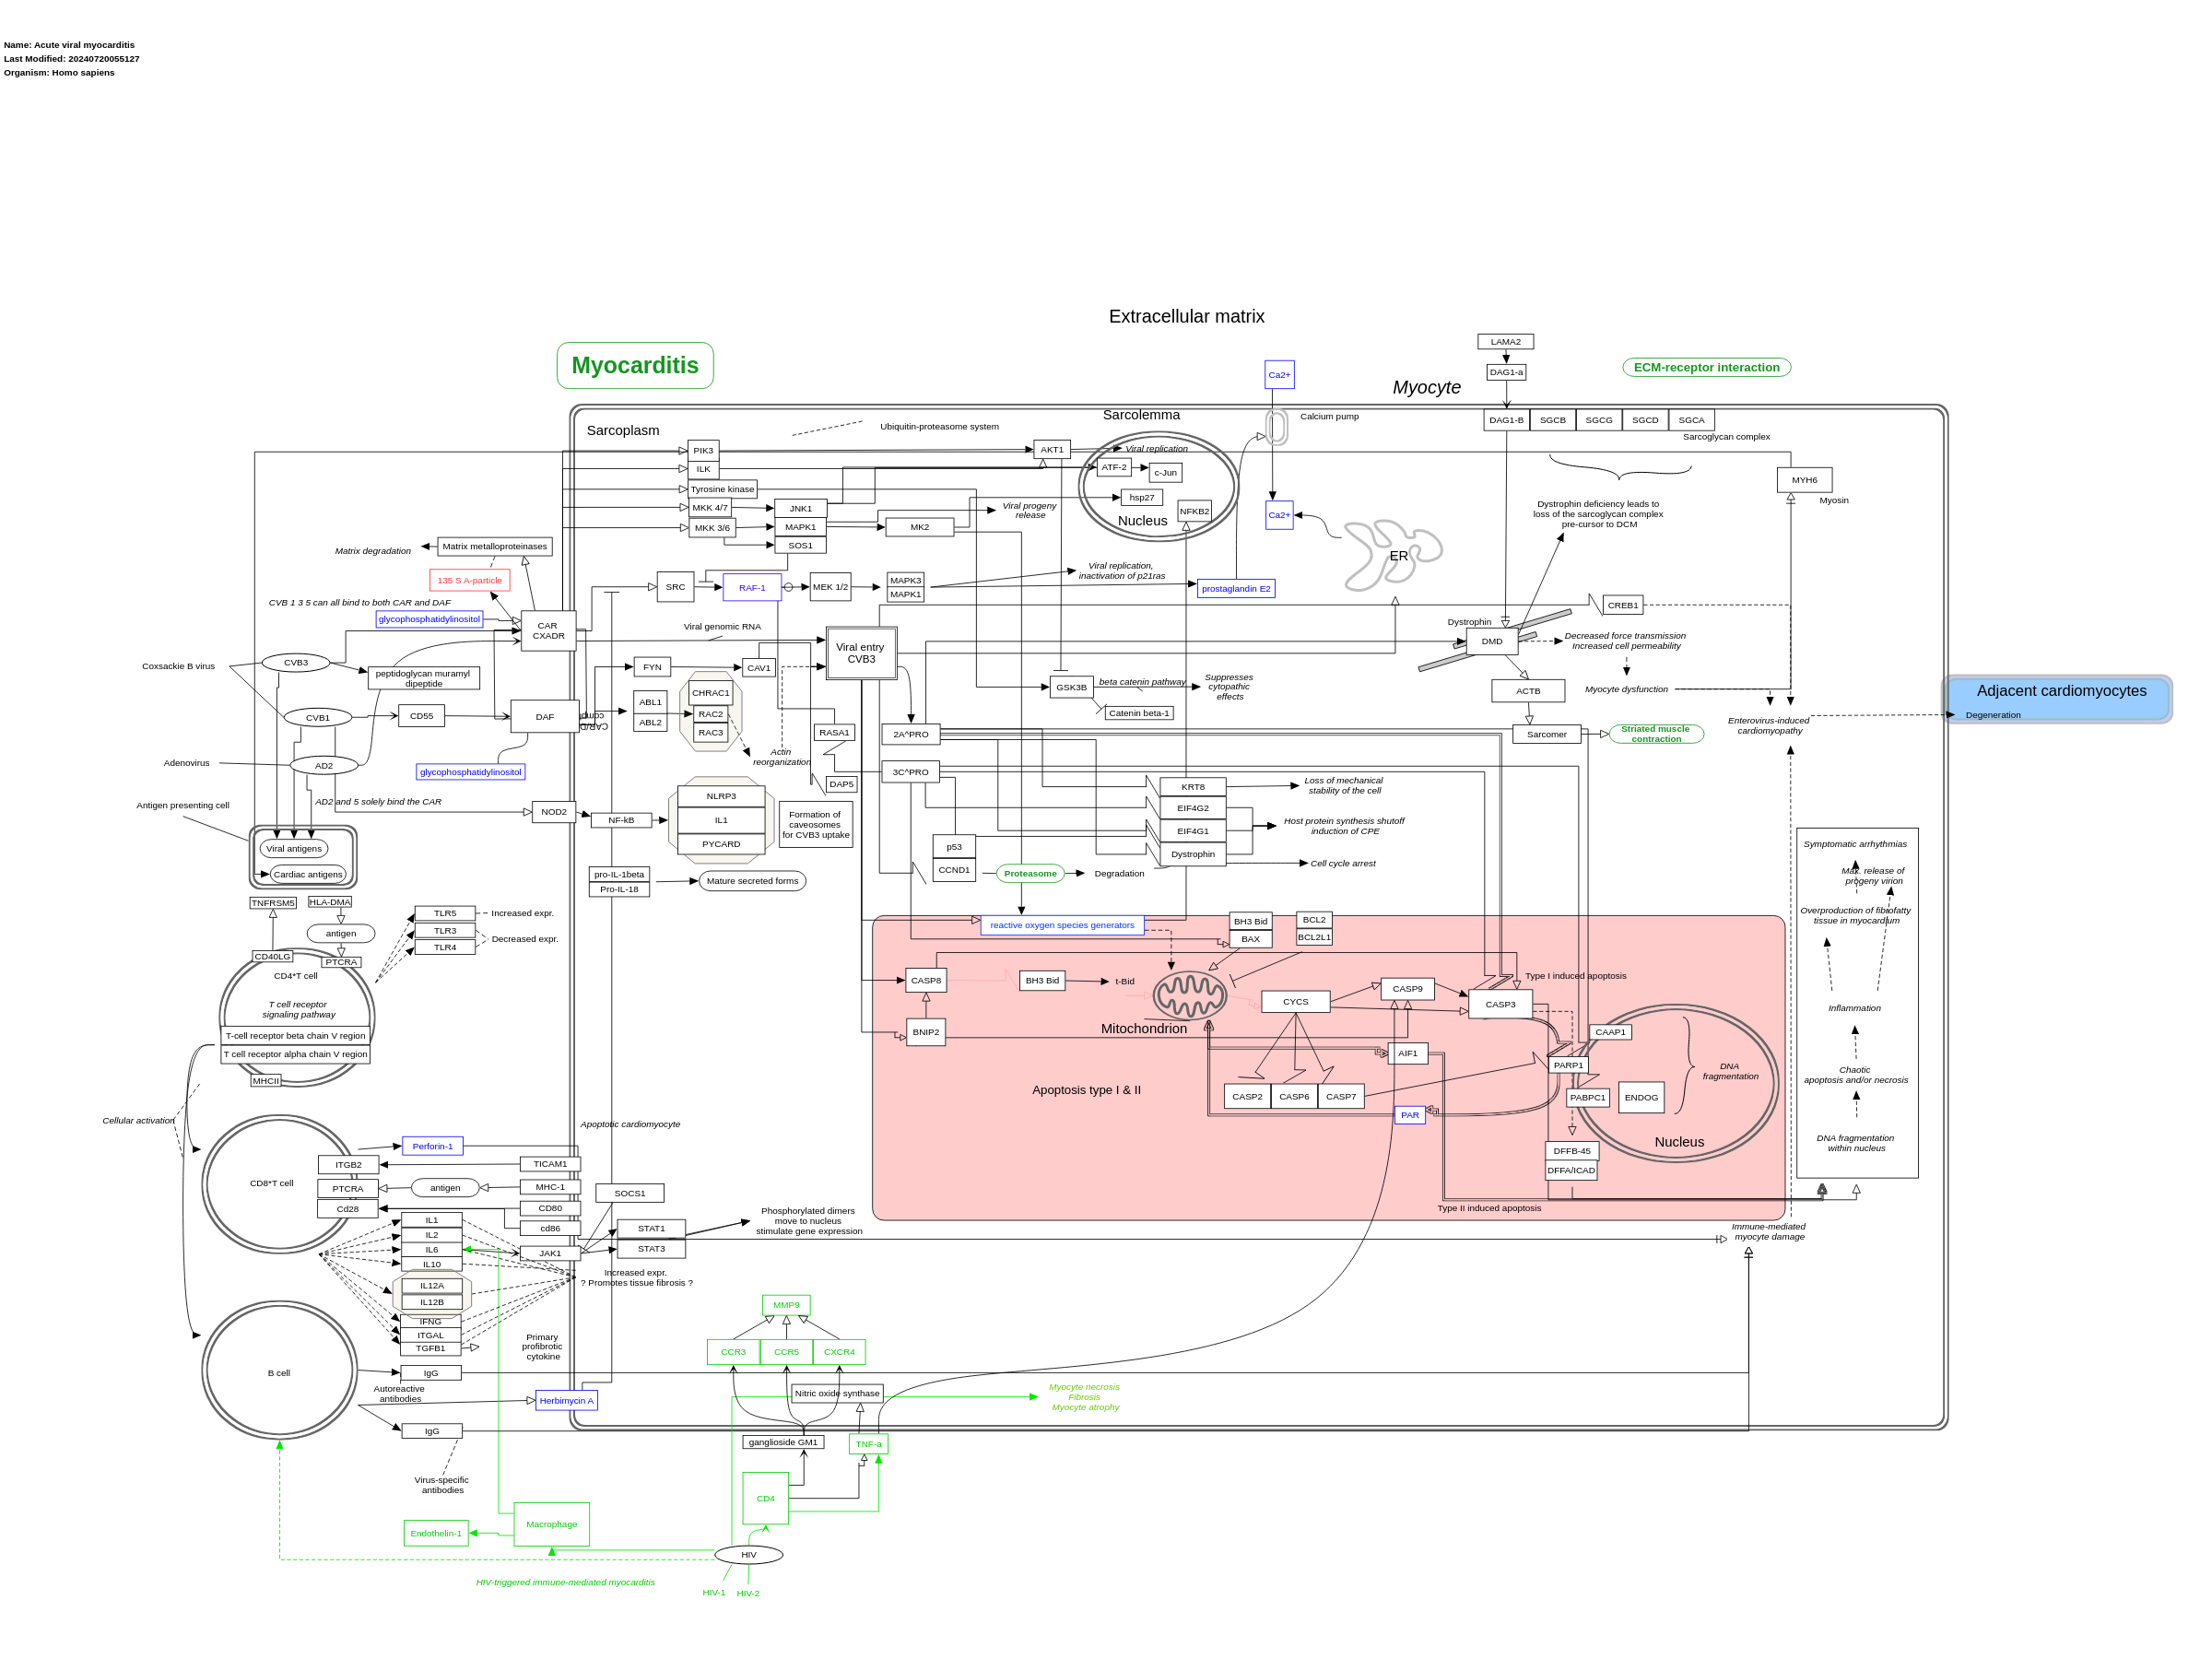 Name: Acute viral myocarditis
Last Modified: 20240720055127
Organism: Homo sapiens
Extracellular matrix
Myocarditis
LAMA2
DAG1-a
ECM-receptor interaction
Ca2+
Myocyte
Sarcolemma
Calcium pump
DAG1-B
SGCB
SGCG
SGCD
SGCA
Sarcoglycan complex
Sarcoplasm
Ubiquitin-proteasome system
PIK3
ILK
Tyrosine kinase
MKK 4/7
MKK 3/6
JNK1
MAPK1
SOS1
MK2
AKT1
Viral replication
ATF-2
c-Jun
hsp27
NFKB2
Nucleus
Viral progeny
release
Ca2+
ER
Dystrophin deficiency leads to
loss of the sarcoglycan complex
pre-cursor to DCM
MYH6
Myosin
Matrix degradation
Matrix metalloproteinases
135 S A-particle
CVB 1 3 5 can all bind to both CAR and DAF
glycophosphatidylinositol
CAR
CXADR
SRC
RAF-1
MEK 1/2
MAPK3
MAPK1
Viral replication,
inactivation of p21ras
prostaglandin E2
CREB1
Dystrophin
DMD
Decreased force transmission
Increased cell permeability
Viral genomic RNA
Viral entry
CVB3
Coxsackie B virus
CVB3
peptidoglycan muramyl
dipeptide
FYN
CAV1
CHRAC1
RAC2
RAC3
ABL1
ABL2
GSK3B
beta catenin pathway
Suppresses
cytopathic
effects
Catenin beta-1
ACTB
Myocyte dysfunction
Adjacent cardiomyocytes
Degeneration
CVB1
CD55
DAF
CAR/D
comp
RASA1
2A^PRO
Sarcomer
Striated muscle
contraction
Enterovirus-induced
cardiomyopathy
Adenovirus
AD2
glycophosphatidylinositol
Actin
reorganization
3C^PRO
DAP5
Antigen presenting cell
AD2 and 5 solely bind the CAR
NOD2
NF-kB
NLRP3
IL1
PYCARD
Formation of
caveosomes
for CVB3 uptake
KRT8
EIF4G2
EIF4G1
Dystrophin
Loss of mechanical
stability of the cell
Host protein synthesis shutoff
induction of CPE
Cell cycle arrest
p53
CCND1
Proteasome
Degradation
Viral antigens
Cardiac antigens
pro-IL-1beta
Pro-IL-18
Mature secreted forms
Symptomatic arrhythmias
Max. release of
progeny virion
Overproduction of fibrofatty
tissue in myocardium
Inflammation
Chaotic
apoptosis and/or necrosis
DNA fragmentation
within nucleus
TNFRSM5
HLA-DMA
antigen
CD40LG
PTCRA
TLR5
TLR3
TLR4
Increased expr.
Decreased expr.
CD4*T cell
T cell receptor
signaling pathway
T-cell receptor beta chain V region
T cell receptor alpha chain V region
MHCII
reactive oxygen species generators
BH3 Bid
BAX
BCL2
BCL2L1
CASP8
BH3 Bid
t-Bid
BNIP2
Mitochondrion
CYCS
CASP9
CASP3
Type I induced apoptosis
CAAP1
AIF1
PARP1
DNA
fragmentation
CASP2
CASP6
CASP7
PAR
PABPC1
ENDOG
Nucleus
Apoptosis type I & II
DFFB-45
DFFA/ICAD
Type II induced apoptosis
Cellular activation
Apoptotic cardiomyocyte
Perforin-1
CD8*T cell
ITGB2
PTCRA
Cd28
antigen
TICAM1
MHC-1
CD80
cd86
JAK1
SOCS1
STAT1
STAT3
Phosphorylated dimers
move to nucleus
stimulate gene expression
Immune-mediated
myocyte damage
IL1
IL2
IL6
IL10
IL12A
IL12B
IFNG
ITGAL
TGFB1
Increased expr.
? Promotes tissue fibrosis ?
Primary
profibrotic
cytokine
MMP9
CCR3
CCR5
CXCR4
B cell
IgG
Autoreactive
antibodies
Herbimycin A
Nitric oxide synthase
Myocyte necrosis
Fibrosis
Myocyte atrophy
IgG
ganglioside GM1
TNF-a
Virus-specific
antibodies
CD4
Macrophage
Endothelin-1
HIV
HIV-triggered immune-mediated myocarditis
HIV-1
HIV-2